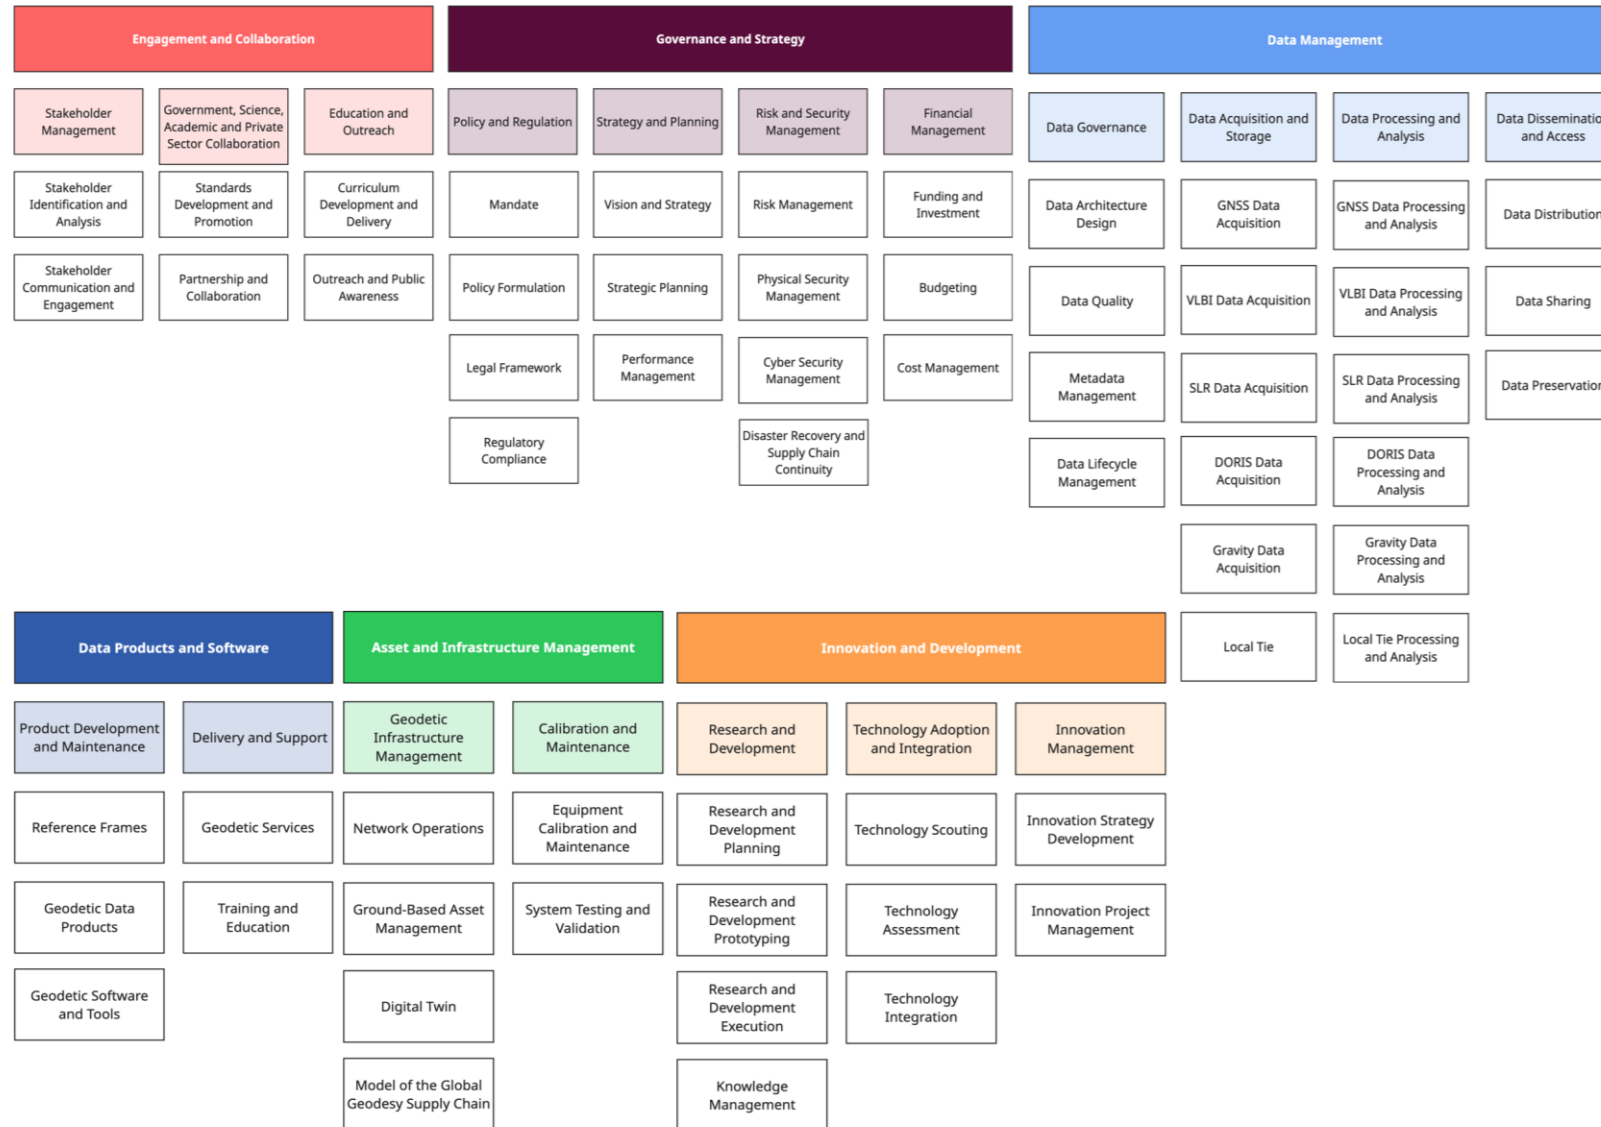 Engagement and Collaboration
Governance and Strategy
Data Management
Stakeholder
Management
Government, Science,
Academic and Private
Sector Collaboration
Education and
Outreach
Policy and Regulation
Strategy and Planning
Risk and Security
Management
Financial
Management
Data Governance
Data Acquisition and
Storage
Data Processing and
Analysis
Data
and Access
Stakeholder
Identification and
Analysis
Standards
Development and
Promotion
Curriculum
Development and
Delivery
Mandate
Vision and Strategy
Risk Management
Funding and
Investment
Data Architecture
Design
GNSS Data
Acquisition
GNSS Data Processing
and Analysis
Data Distribution
Stakeholder
Communication and
Engagement
Partnership and
Collaboration
Outreach and Public
Awareness
Policy Formulation
Strategic Planning
Physical Security
Management
Budgeting
Data Quality
VLBI Data Acquisition
VLBI Data Processing
and Analysis
Data Sharing
Legal Framework
Performance
Management
Cyber Security
Management
Cost Management
Metadata
Management
SLR Data Acquisition
SLR Data Processing
and Analysis
Data Preservation
Regulatory
Compliance
Disaster Recovery and
Supply Chain
Continuity
Data Lifecycle
Management
DORIS Data
Acquisition
DORIS Data
Processing and
Analysis
Gravity Data
Acquisition
Gravity Data
Processing and
Analysis
Local Tie
Local Tie Processing
and Analysis
Data Products and Software
Asset and Infrastructure Management
Innovation and Development
Product Development
and Maintenance
Delivery and Support
Geodetic
Infrastructure
Management
Calibration and
Maintenance
Research and
Development
Technology Adoption
and Integration
Innovation
Management
Reference Frames
Geodetic Services
Network Operations
Equipment
Calibration and
Maintenance
Research and
Development
Planning
Technology Scouting
Innovation Strategy
Development
Geodetic Data
Products
Training and
Education
Ground-Based Asset
Management
System Testing and
Validation
Research and
Development
Prototyping
Technology
Assessment
Innovation Project
Management
Geodetic Software
and Tools
Digital Twin
Research and
Development
Execution
Technology
Integration
Model of the Global
Geodesy Supply Chain
Knowledge
Management